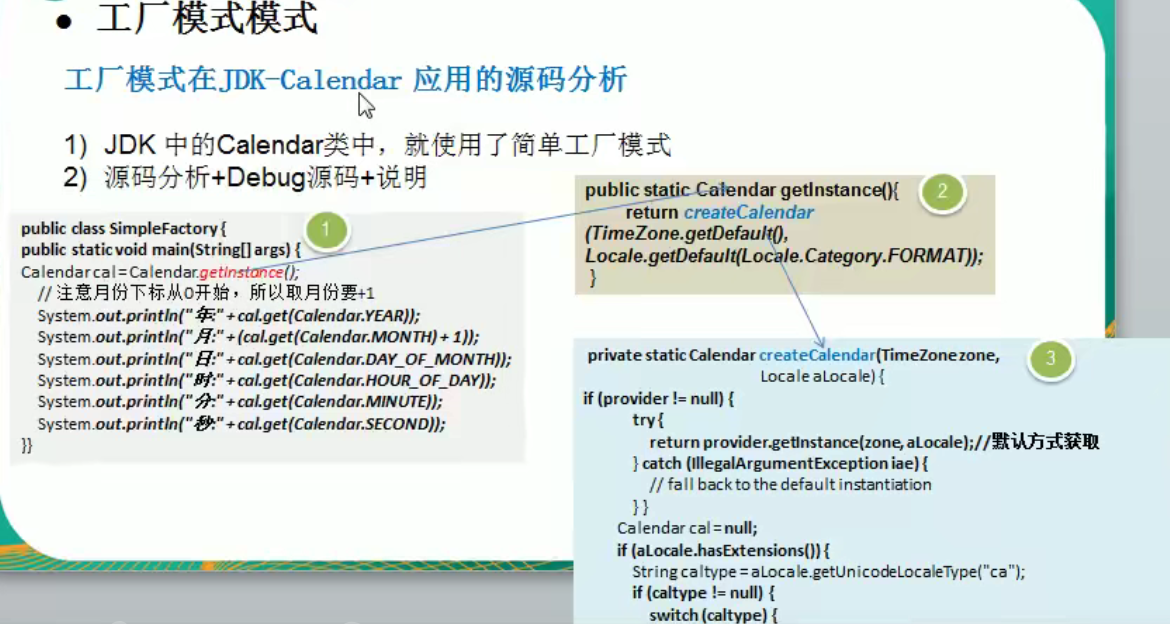 ● 工厂模式模式
工厂模式在JDK-Calendar 应用的源码分析
1) JDK 中的Calendar类中，就使用了简单工厂模式
2) 源码分析+Debug源码+说明
1
public class SimpleFactory {
public static void main(String[] args) {
Calendar cal = Calendar.getInstance();
// 注意月份下标从0开始，所以取月份要+1
System.out.println("年:" + cal.get(Calendar.YEAR));
System.out.println("月:" + (cal.get(Calendar.MONTH) + 1));
System.out.println("日:" + cal.get(Calendar.DAY_OF_MONTH));
System.out.println("时:" + cal.get(Calendar.HOUR_OF_DAY));
System.out.println("分:" + cal.get(Calendar.MINUTE));
System.out.println("秒:" + cal.get(Calendar.SECOND));
}}
2
public static Calendar getInstance(){
return createCalendar
(TimeZone.getDefault(),
Locale.getDefault(Locale.Category.FORMAT));
}
3
private static Calendar createCalendar(TimeZone zone,
Locale aLocale) {
if (provider != null) {
try {
return provider.getInstance(zone, aLocale);//默认方式获取
} catch (IllegalArgumentException iae) {
// fall back to the default instantiation
} }
Calendar cal = null;
if (aLocale.hasExtensions()) {
String caltype = aLocale.getUnicodeLocaleType("ca");
if (caltype != null) {
switch (caltype) {